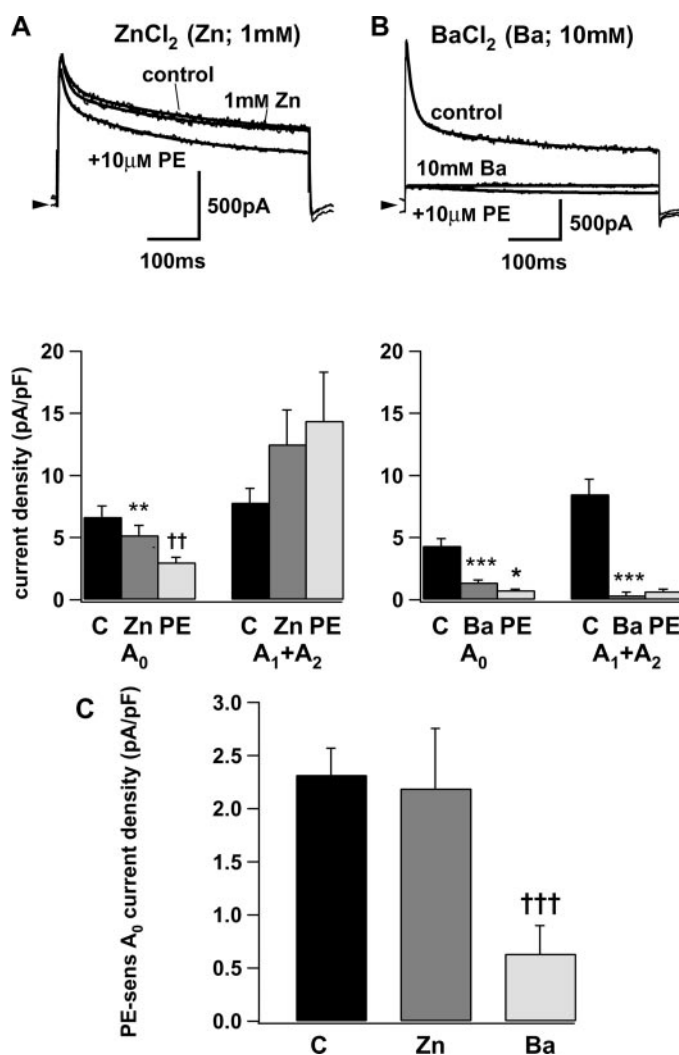 A ZnCl2 (Zn; 1mM)
control
1mM Zn
+10µM PE
500pA
100ms
B BaCl2 (Ba; 10mM)
control
10mM Ba
+10µM PE
500pA
100ms
current density (pA/pF)
20
15
10
5
0
** 
††
C Zn PE C Zn PE
A0 A1+A2
20
15
10
5
0
***
*
***
C Ba PE C Ba PE
A0 A1+A2
C
PE-sens A0 current density (pA/pF)
3.0
2.5
2.0
1.5
1.0
0.5
0.0
†††
C Zn Ba